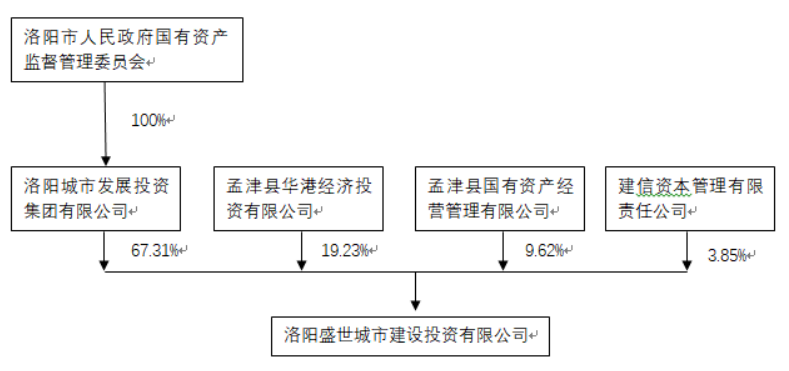 洛阳市人民政府国有资产
监督管理委员会
100%
洛阳城市发展投资
集团有限公司
孟津县华港经济投
资有限公司
孟津县国有资产经
营管理有限公司
建信资本管理有限
责任公司
67.31%
19.23%
9.62%
3.85%
洛阳盛世城市建设投资有限公司